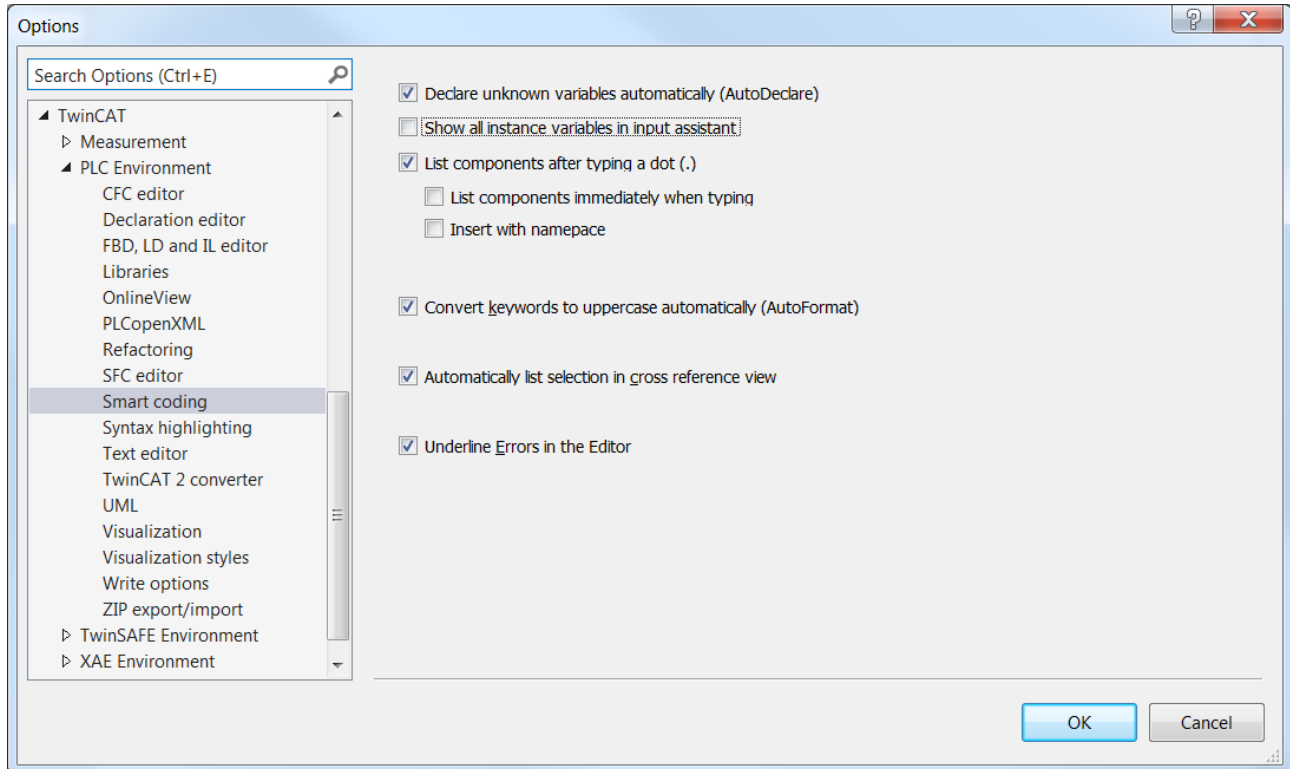 Options
Search Options (Ctrl+E)
TwinCAT
Measurement
PLC Environment
CFC editor
Declaration editor
FBD, LD and IL editor
Libraries
OnlineView
PLCopenXML
Refactoring
SFC editor
Smart coding
Syntax highlighting
Text editor
TwinCAT 2 converter
UML
Visualization
Visualization styles
Write options
ZIP export/import
TwinSAFE Environment
XAE Environment
Declare unknown variables automatically (AutoDeclare)
Show all instance variables in input assistant
List components after typing a dot (.)
List components immediately when typing
Insert with namepace
Convert keywords to uppercase automatically (AutoFormat)
Automatically list selection in cross reference view
Underline Errors in the Editor
OK
Cancel